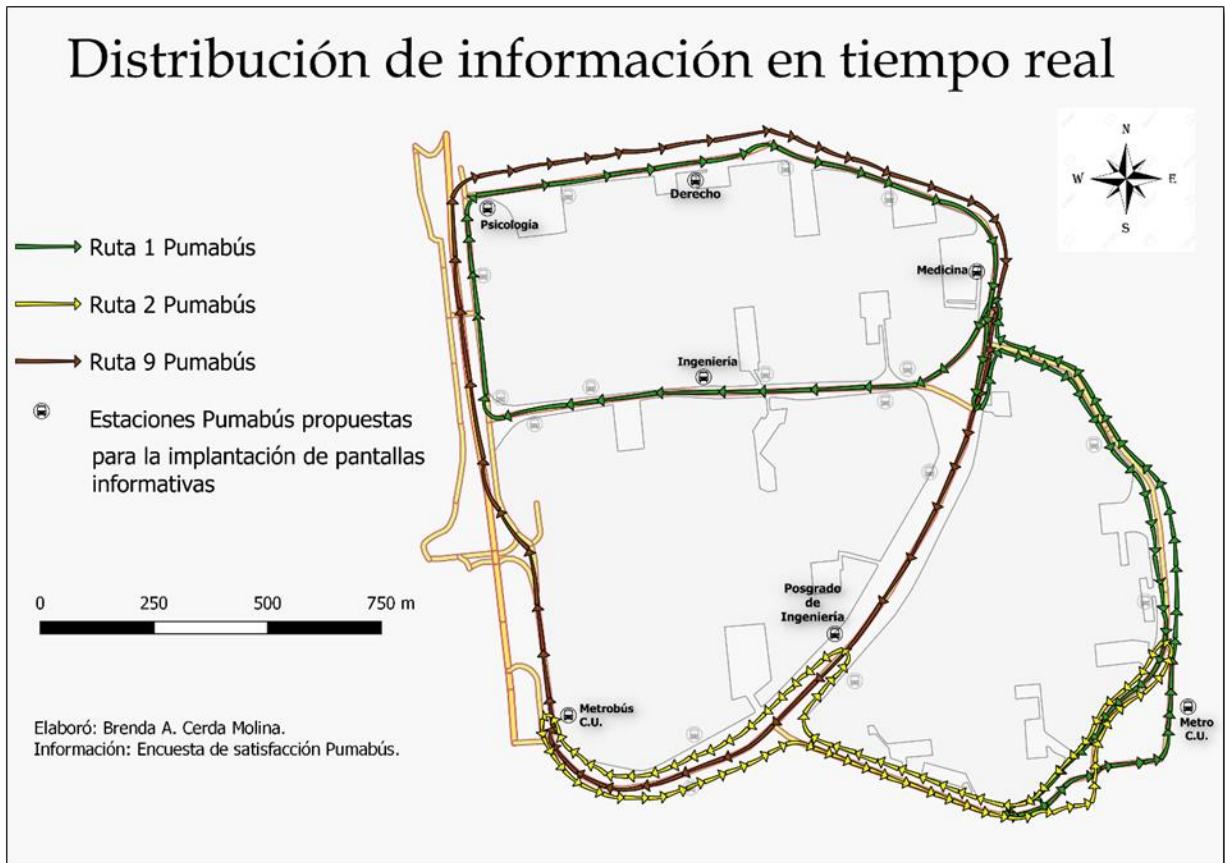 Distribución de información en tiempo real
N
W
E
S
Derecho
Psicología
Medicina
Ruta 1 Pumabús
Ruta 2 Pumabús
Ruta 9 Pumabús
Ingeniería
Estaciones Pumabús propuestas
para la implantación de pantallas
informativas
Posgrado
de
Ingeniería
0 250 500 750 m
Metrobús
C.U.
Metro
C.U.
Elaboró: Brenda A. Cerda Molina.
Información: Encuesta de satisfacción Pumabús.